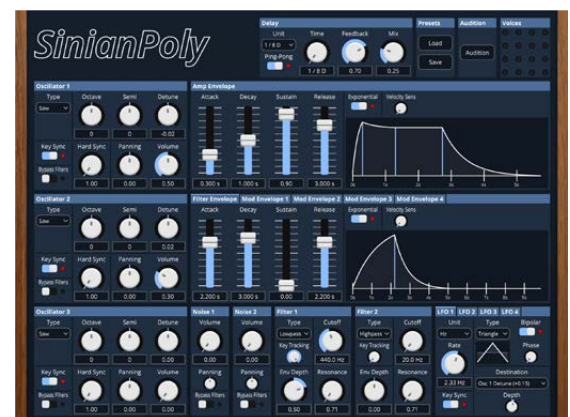 SinianPoly
Delay
Unit Time Feedback Mix
1 / 8 D
Ping-Pong
1 / 8 D 0.70 0.25
Presets
Load
Save
Audition
Audition
Voices
Oscillator 1
Type Octave Semi Detune
Saw
0 0 -0.02
Key Sync Hard Sync Panning Volume
Bypass Filters
1.00 0.00 0.50
Amp Envelope
Attack Decay Sustain Release Exponential Velocity Sens
0.300 s 1.000 s 0.90 3.000 s
0s 1s 2s 3s 4s 5s
Oscillator 2
Type Octave Semi Detune
Saw
0 0 0.02
Key Sync Hard Sync Panning Volume
Bypass Filters
1.00 0.00 0.30
Filter Envelope Mod Envelope 1 Mod Envelope 2 Mod Envelope 3 Mod Envelope 4
Attack Decay Sustain Release Exponential Velocity Sens
2.200 s 3.000 s 0.00 2.200 s
Oscillator 3
Type Octave Semi Detune
Saw
0 0 0.00
Key Sync Hard Sync Panning Volume
Bypass Filters
1.00 0.00 0.00
Noise 1 Noise 2
Volume Volume
0.00 0.00
Panning Panning
Bypass Filters Bypass Filters
Filter 1
Type Cutoff
Lowpass
Key Tracking
440.0 Hz
Env Depth Resonance
0.50 0.71
Filter 2
Type Cutoff
Highpass
Key Tracking
20.0 Hz
Env Depth Resonance
0.00 0.71
LFO 1 LFO 2 LFO 3 LFO 4
Unit Type Bipolar
Hz Triangle
Rate Phase
2.33 Hz
Destination
Osc 1 Detune (+0.15)
Key Sync Depth